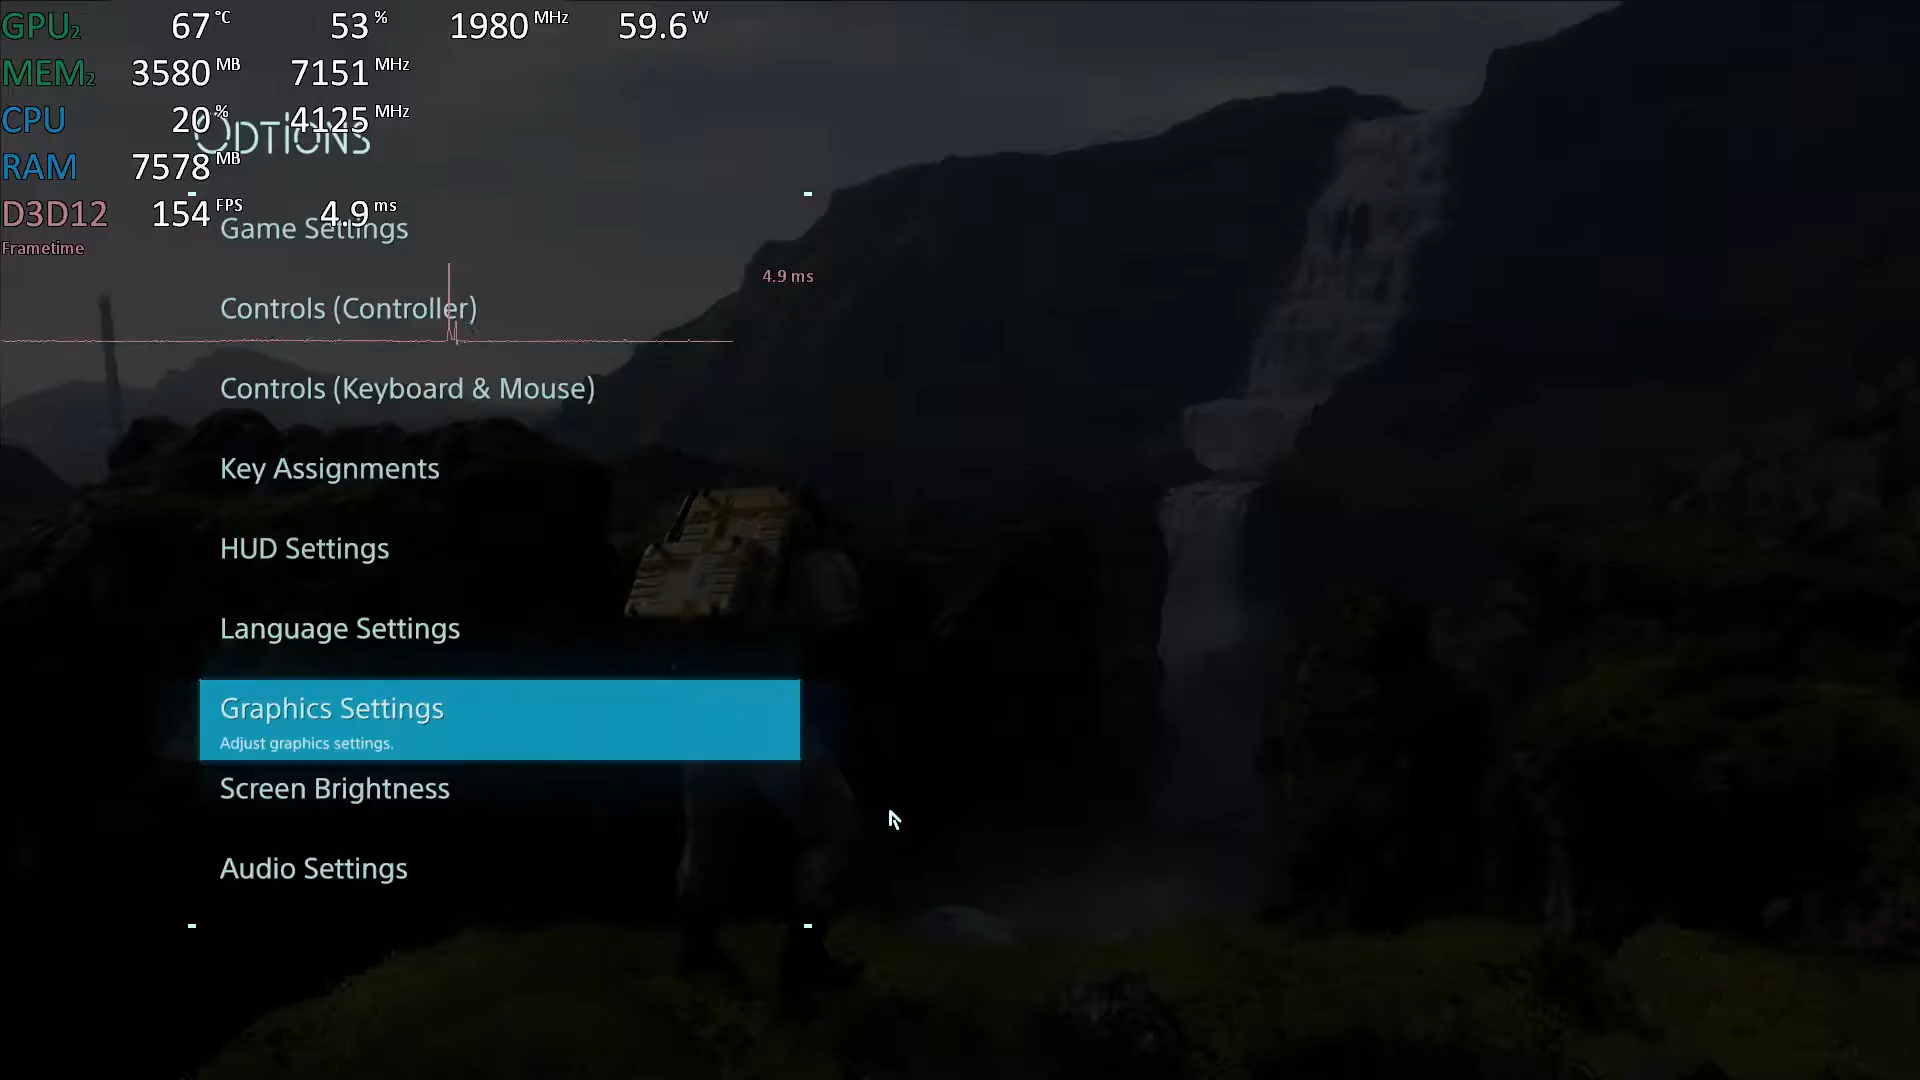 GPU2 67 °C 53 % 1980 MHz 59.6 W
MEM2 3580 MB 7151 MHz
CPU 20 % 4125 MHz
OPTIONS
RAM 7578 MB
D3D12 154 FPS 4.9 ms
Game Settings
Frametime
4.9 ms
Controls (Controller)
Controls (Keyboard & Mouse)
Key Assignments
HUD Settings
Language Settings
Graphics Settings
Adjust graphics settings.
Screen Brightness
Audio Settings